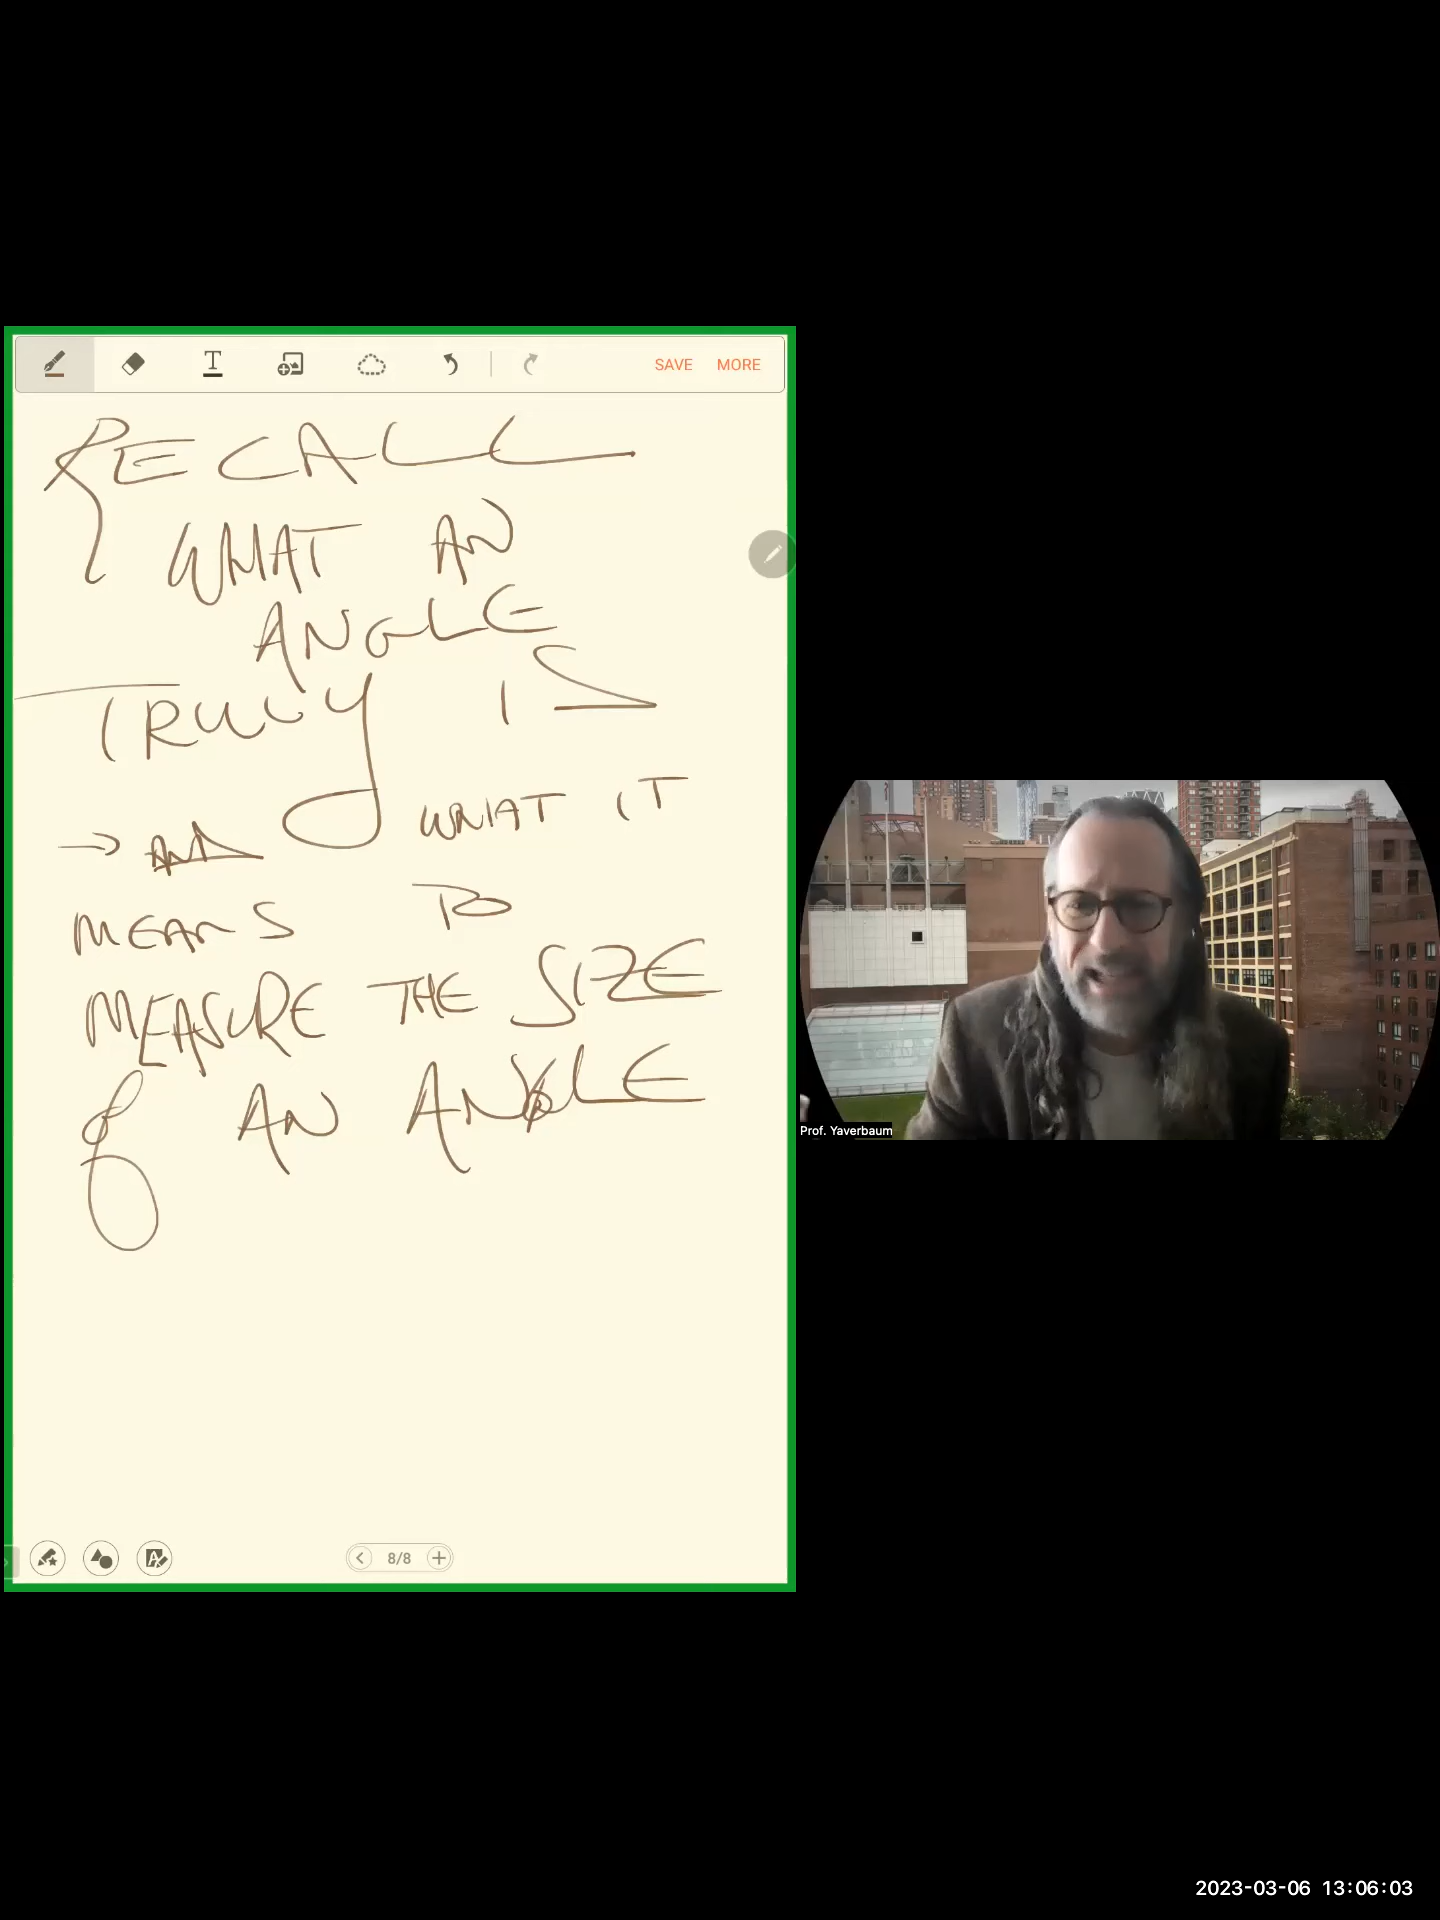 T
SAVE MORE
RECALL
WHAT AN
ANGLE
TRULY IS
→ AND WHAT IT
MEANS TO
MEASURE THE SIZE
OF AN ANGLE
8/8
Prof. Yaverbaum
2023-03-06 13:06:03